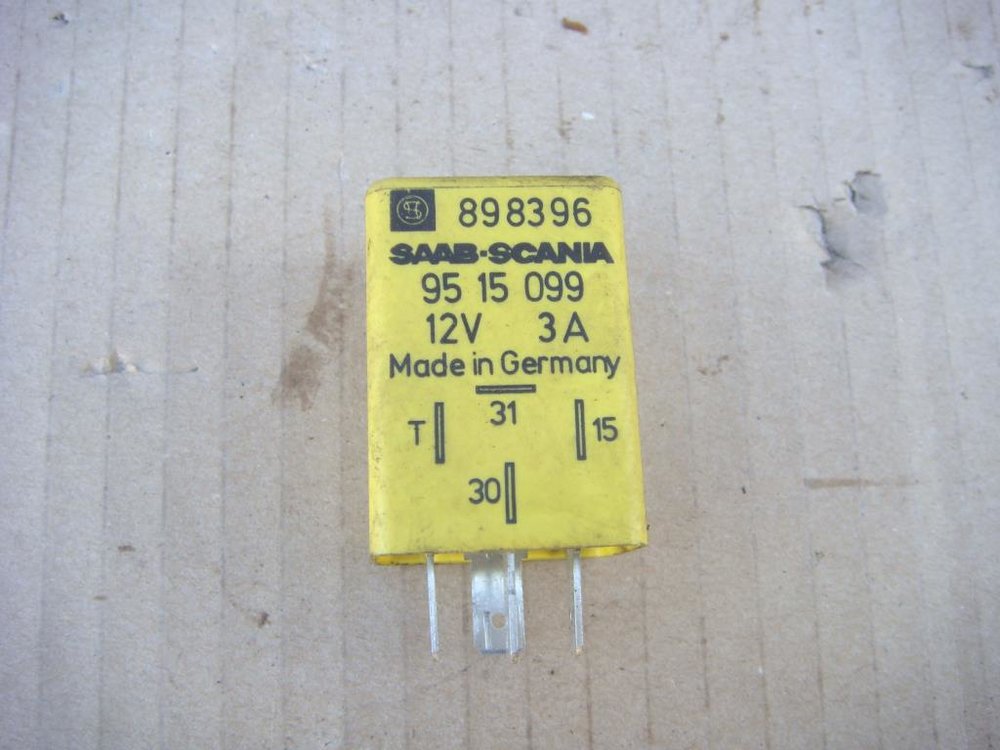 898396
SAAB-SCANIA
95 15 099
12V 3A
Made in Germany
31
T 15
30